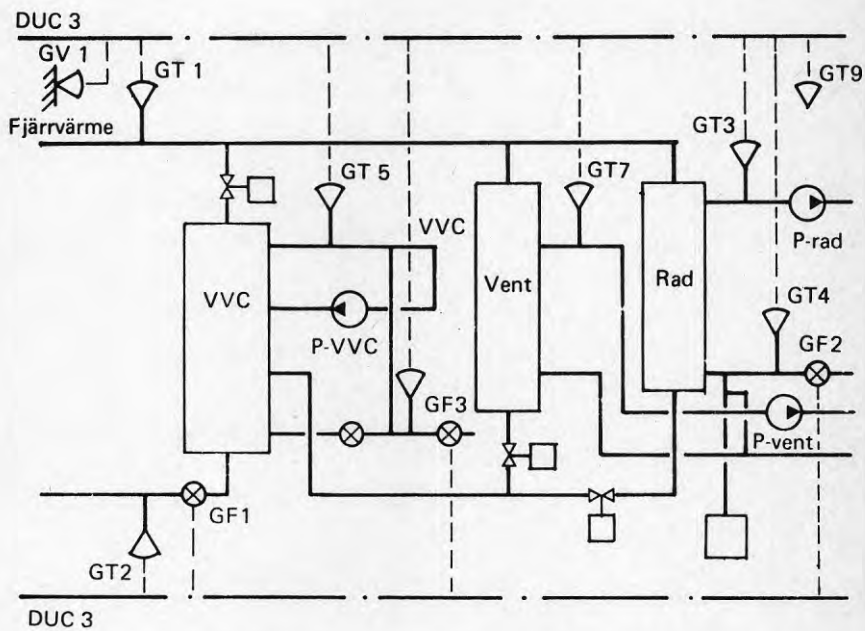 DUC 3
GV 1
GT 1
GT9
Fjärrvärme
GT3
GT 5
GT7
VVC
P-rad
VVC
Vent
Rad
P-VVC
GT4
GF2
GF3
P-vent
GF1
GT2
DUC 3